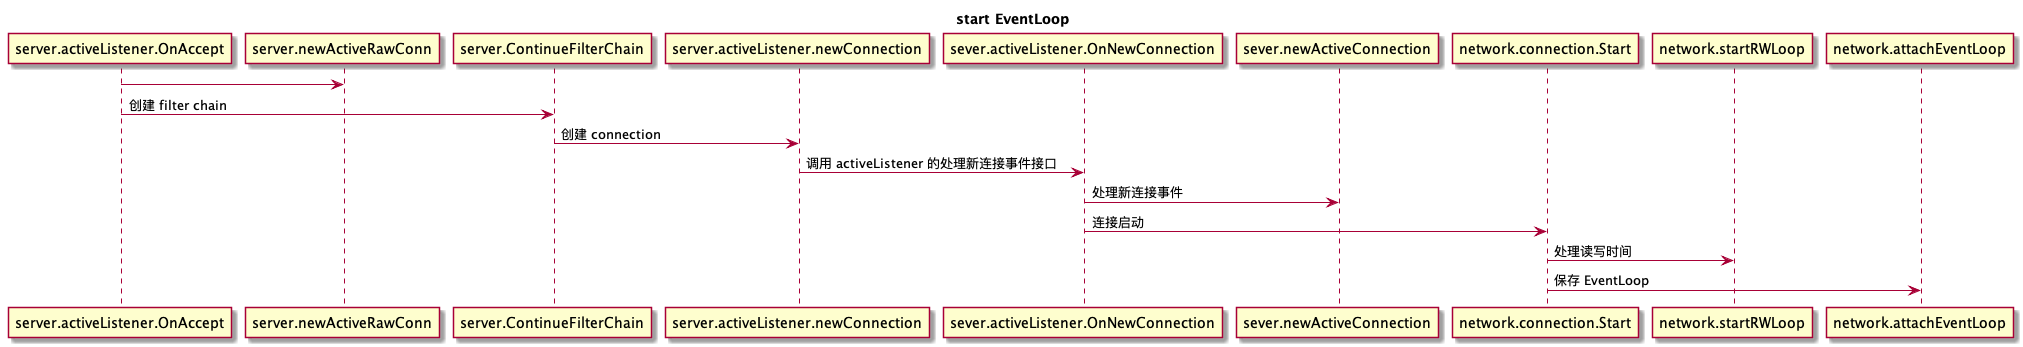 start EventLoop
server.activeListener.OnAccept
server.newActiveRawConn
server.ContinueFilterChain
server.activeListener.newConnection
sever.activeListener.OnNewConnection
sever.newActiveConnection
network.connection.Start
network.startRWLoop
network.attachEventLoop
创建 filter chain
创建 connection
调用 activeListener 的处理新连接事件接口
处理新连接事件
连接启动
处理读写时间
保存 EventLoop
server.activeListener.OnAccept
server.newActiveRawConn
server.ContinueFilterChain
server.activeListener.newConnection
sever.activeListener.OnNewConnection
sever.newActiveConnection
network.connection.Start
network.startRWLoop
network.attachEventLoop